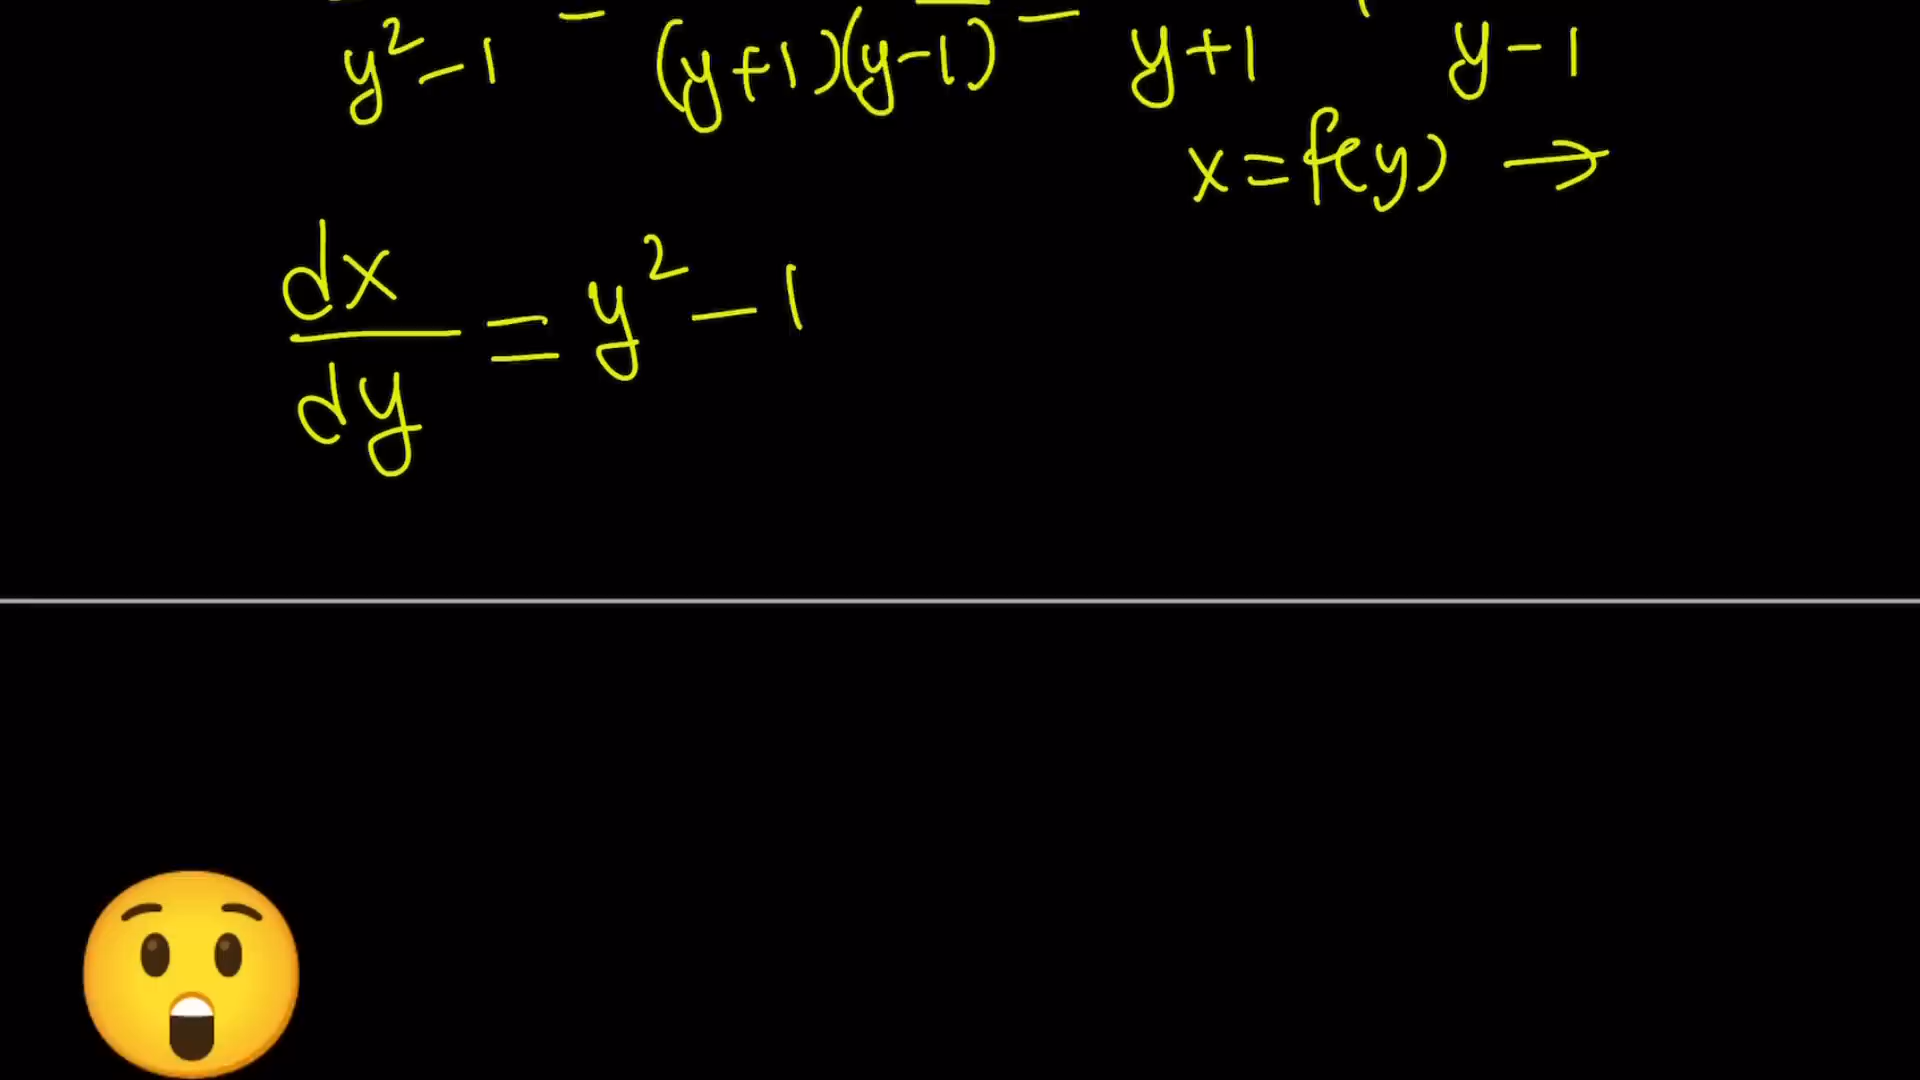 y²-1 = (y+1)(y-1) = y+1 y-1
x=f(y) →
dx/dy = y²-1